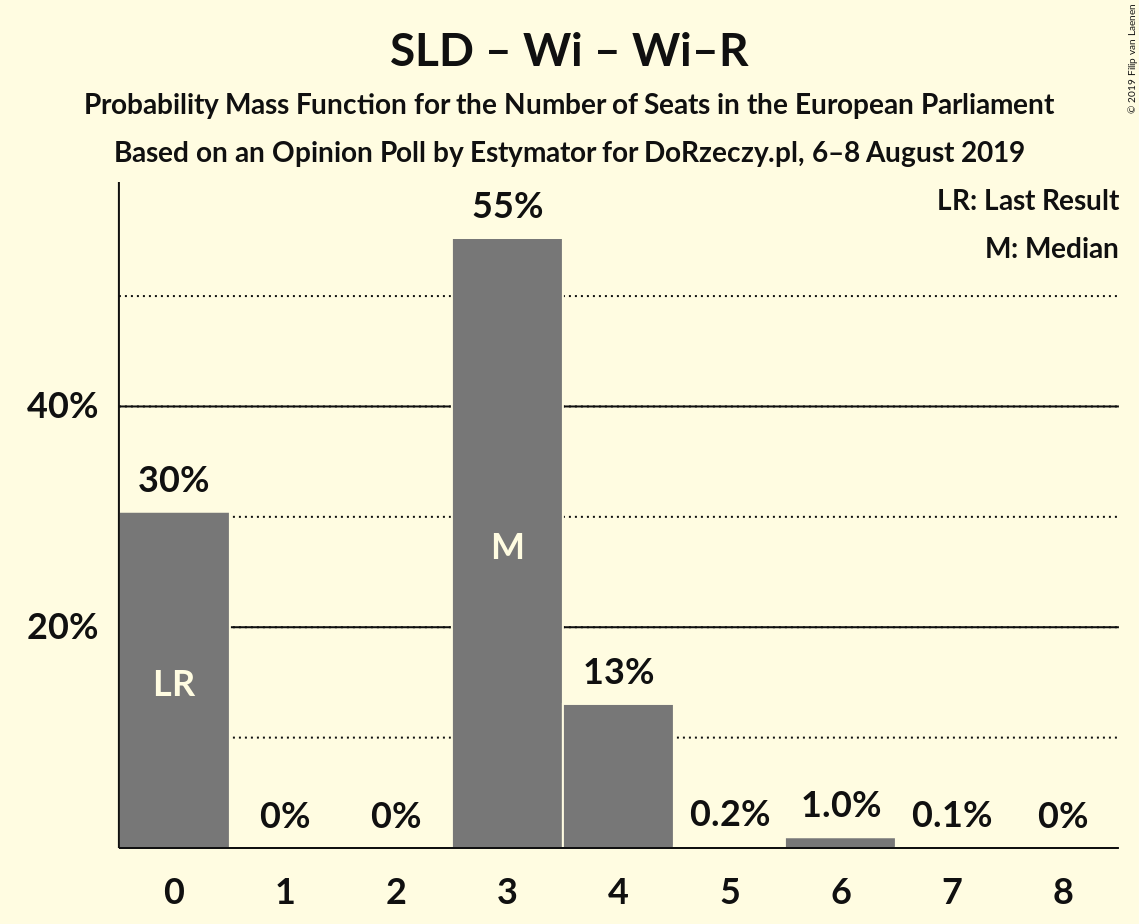 SLD – Wi – Wi–R
Probability Mass Function for the Number of Seats in the European Parliament
Based on an Opinion Poll by Estymator for DoRzeczy.pl, 6–8 August 2019
© 2019 Filip van Laenen
LR: Last Result
M: Median
55%
40%
30%
M
20%
13%
LR
0%
0%
0.2%
1.0%
0.1%
0%
0 1 2 3 4 5 6 7 8